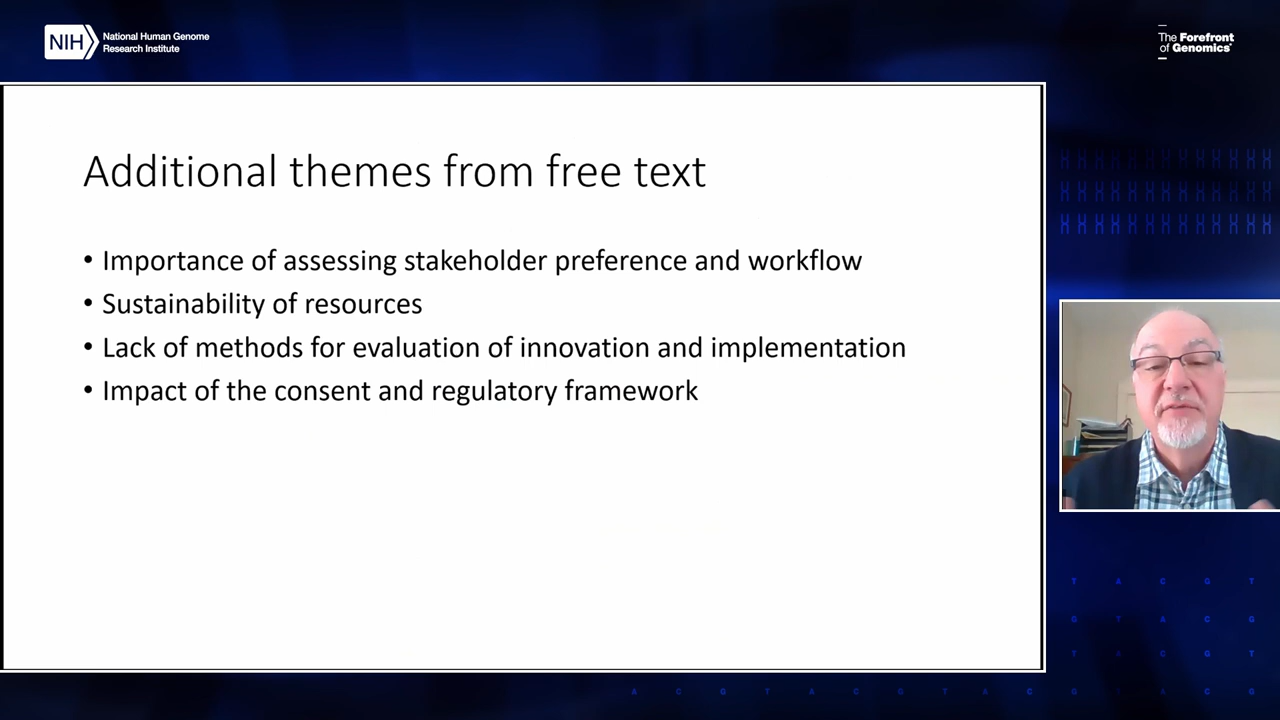 NIH
National Human Genome
Research Institute
The Forefront
of Genomics®
Additional themes from free text
• Importance of assessing stakeholder preference and workflow
• Sustainability of resources
• Lack of methods for evaluation of innovation and implementation
• Impact of the consent and regulatory framework
T A C G T
G T A C G
T A C G T
A C G T A C G T A C G T A C G